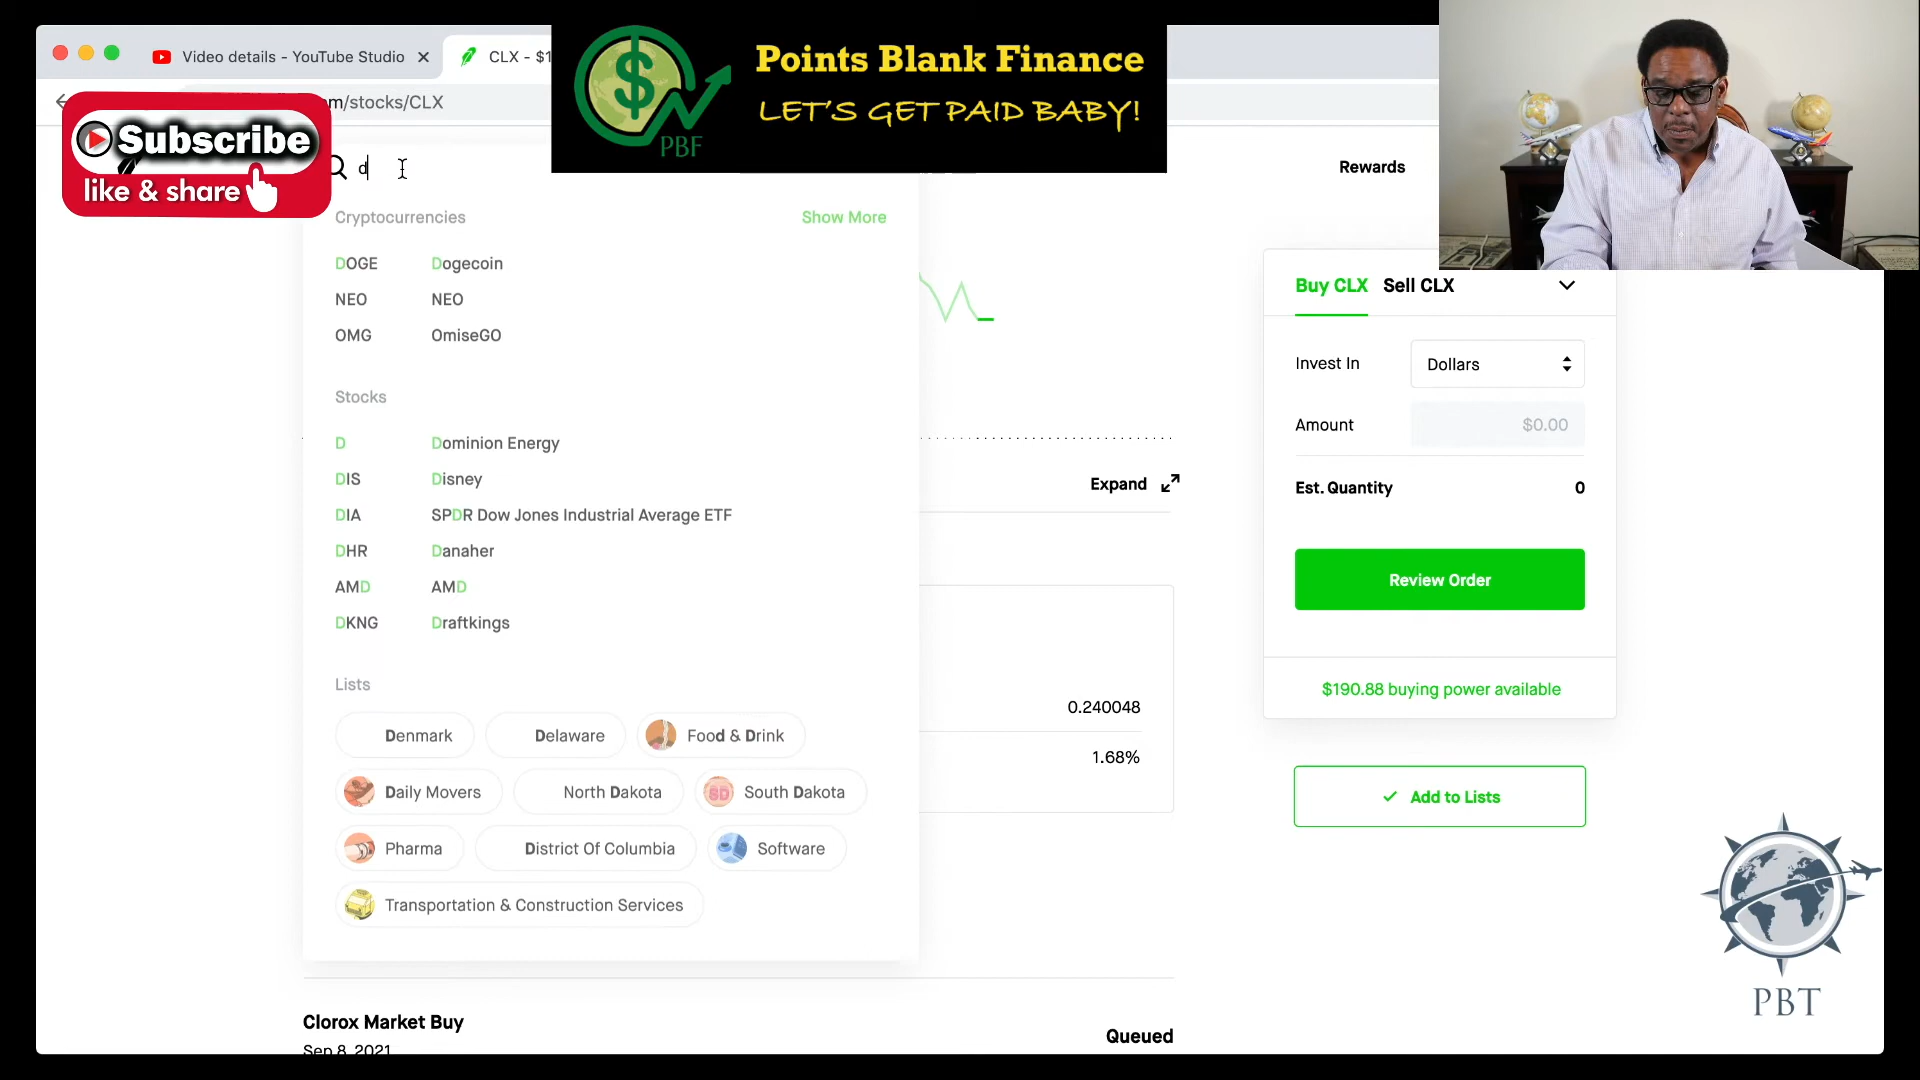 Video details - YouTube Studio
CLX - $1
m/stocks/CLX
Points Blank Finance
LET'S GET PAID BABY!
PBF
Subscribe
like & share
d
Rewards
Cryptocurrencies
Show More
DOGE Dogecoin
NEO NEO
OMG OmiseGO
Stocks
D Dominion Energy
DIS Disney
DIA SPDR Dow Jones Industrial Average ETF
DHR Danaher
AMD AMD
DKNG Draftkings
Lists
Denmark Delaware Food & Drink
Daily Movers North Dakota SD South Dakota
Pharma District Of Columbia Software
Transportation & Construction Services
Expand
0.240048
1.68%
Buy CLX Sell CLX
Invest In Dollars
Amount $0.00
Est. Quantity 0
Review Order
$190.88 buying power available
Add to Lists
PBT
Clorox Market Buy
Queued
Sep 8, 2021